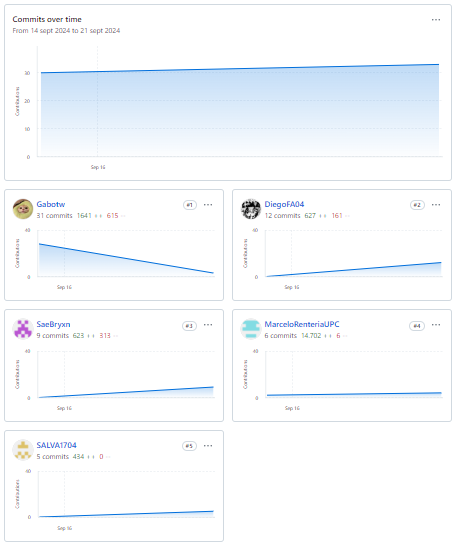 Commits over time
From 14 sept 2024 to 21 sept 2024
Contributions
30
20
10
0
Sep 16
Gabotw
#1
31 commits 1641 ++ 615 --
Contributions
40
0
Sep 16
DiegoFA04
#2
12 commits 627 ++ 161 --
Contributions
40
0
Sep 16
SaeBryxn
#3
9 commits 623 ++ 313 --
Contributions
40
0
Sep 16
MarceloRenteriaUPC
#4
6 commits 14.702 ++ 6 --
Contributions
40
0
Sep 16
SALVA1704
#5
5 commits 434 ++ 0 --
Contributions
40
0
Sep 16